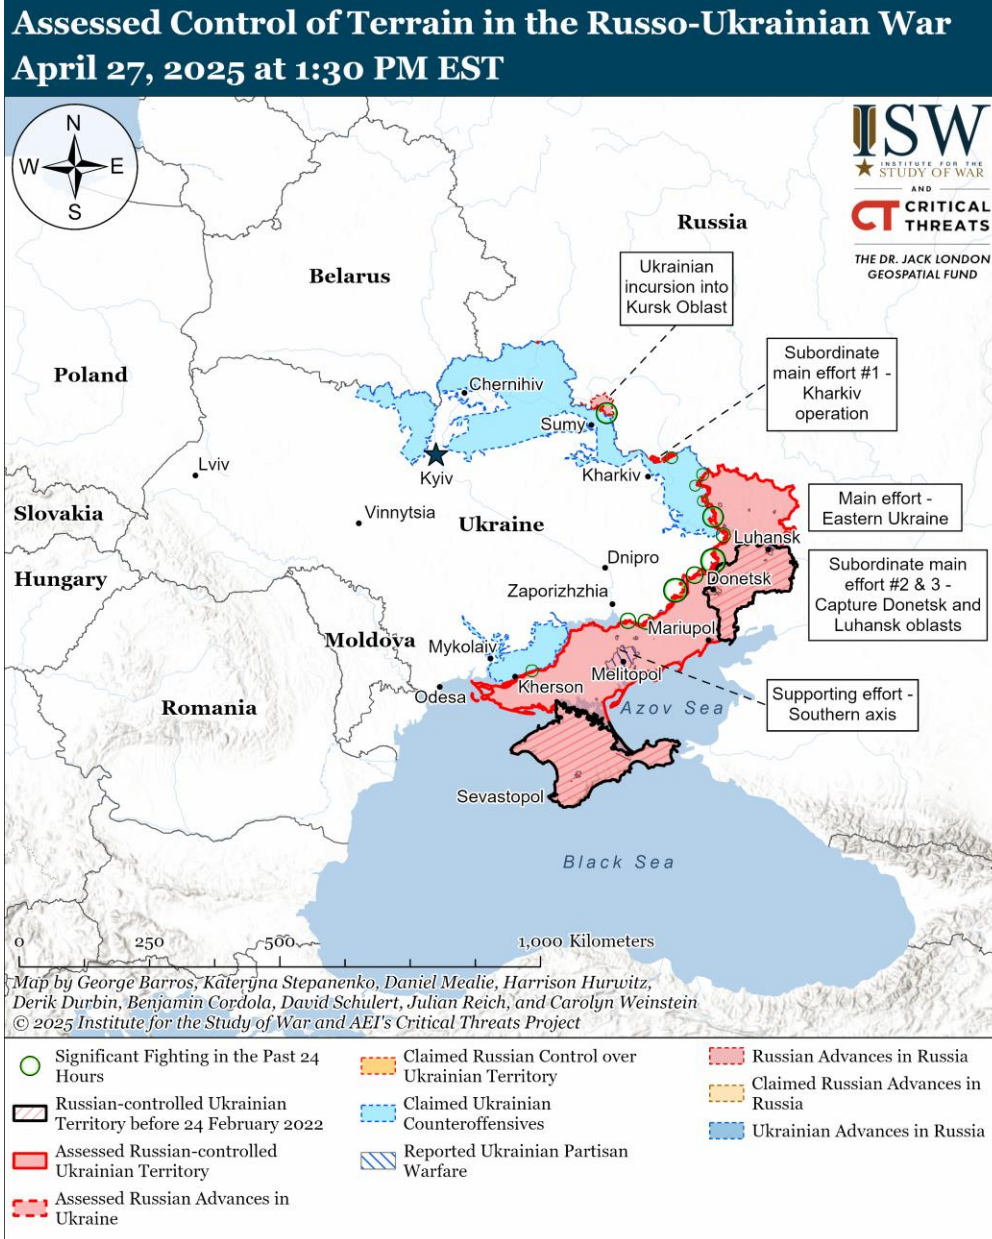 Assessed Control of Terrain in the Russo-Ukrainian War
April 27, 2025 at 1:30 PM EST
N
W
E
S
ISW
INSTITUTE FOR THE
STUDY OF WAR
AND
CT CRITICAL
THREATS
THE DR. JACK LONDON
GEOSPATIAL FUND
Russia
Belarus
Ukrainian
incursion into
Kursk Oblast
Poland
Subordinate
main effort #1 -
Kharkiv
operation
Chernihiv
Sumy
Lviv
Kyiv
Kharkiv
Slovakia
Vinnytsia
Ukraine
Main effort -
Eastern Ukraine
Luhansk
Hungary
Dnipro
Donetsk
Subordinate main
effort #2 & 3 -
Capture Donetsk and
Luhansk oblasts
Zaporizhzhia
Moldova
Mykolaiv
Mariupol
Melitopol
Odesa
Kherson
Romania
Azov Sea
Supporting effort -
Southern axis
Sevastopol
Black Sea
0
250
500
1,000 Kilometers
Map by George Barros, Kateryna Stepanenko, Daniel Mealie, Harrison Hurwitz,
Derik Durbin, Benjamin Cordola, David Schulert, Julian Reich, and Carolyn Weinstein
© 2025 Institute for the Study of War and AEI's Critical Threats Project
Significant Fighting in the Past 24
Hours
Russian-controlled Ukrainian
Territory before 24 February 2022
Assessed Russian-controlled
Ukrainian Territory
Assessed Russian Advances in
Ukraine
Claimed Russian Control over
Ukrainian Territory
Claimed Ukrainian
Counteroffensives
Reported Ukrainian Partisan
Warfare
Russian Advances in Russia
Claimed Russian Advances in
Russia
Ukrainian Advances in Russia